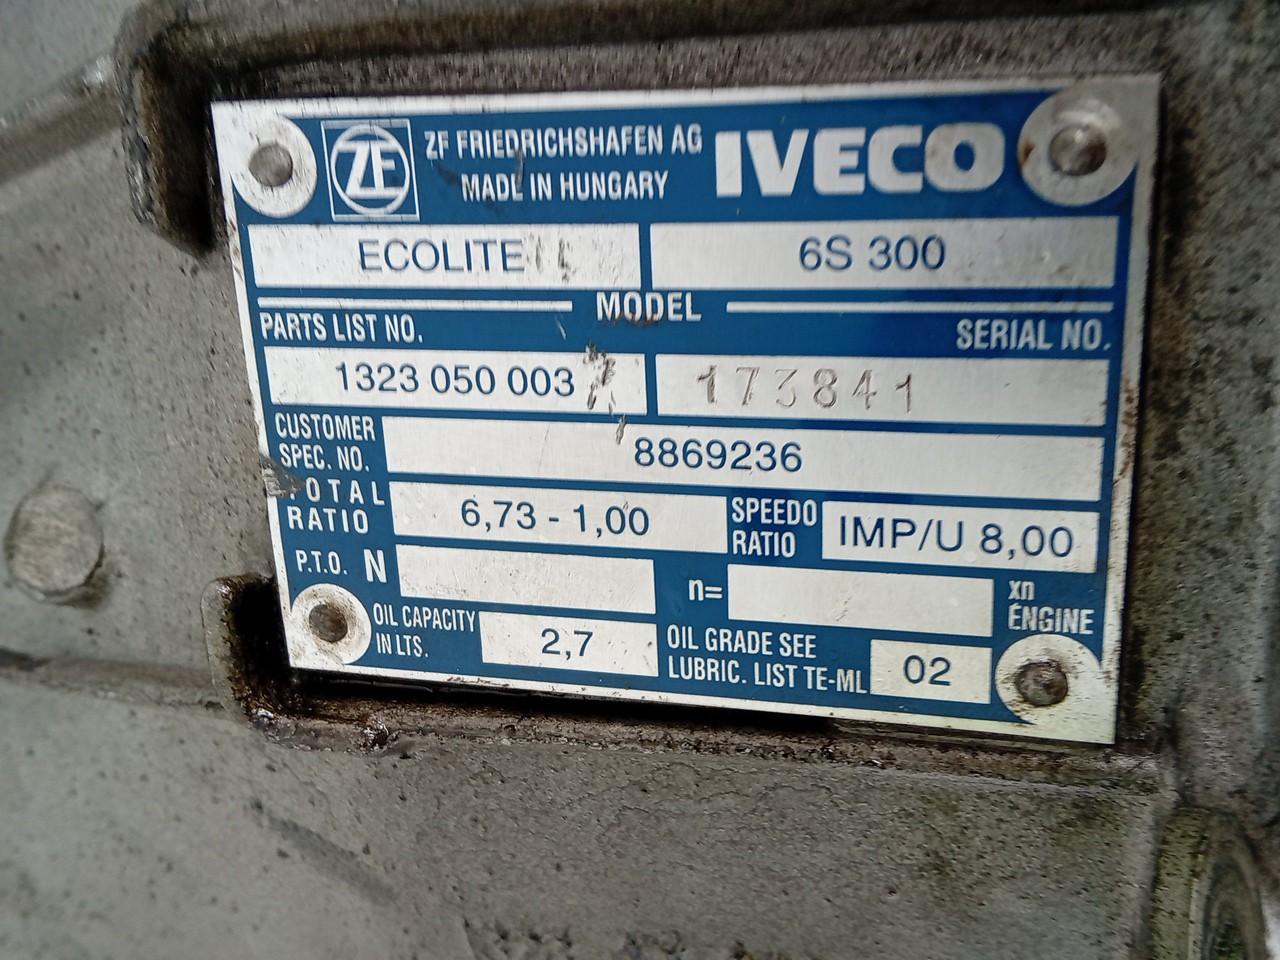 ZF
ZF FRIEDRICHSHAFEN AG
MADE IN HUNGARY
IVECO
ECOLITE
6S 300
MODEL
PARTS LIST NO.
SERIAL NO.
1323 050 003
173841
CUSTOMER
SPEC. NO.
8869236
TOTAL
RATIO
6,73 - 1,00
SPEEDO
RATIO
IMP/U 8,00
P.T.O. N
n=
xn
ÉNGINE
OIL CAPACITY
IN LTS.
2,7
OIL GRADE SEE
LUBRIC. LIST TE-ML
02